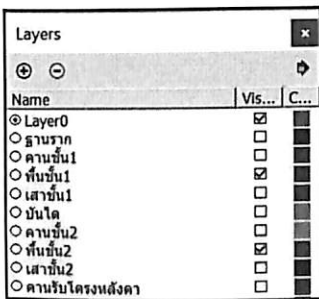 Layers
Name Vis... C...
Layer0
ฐานราก
คานชั้น1
พื้นชั้น1
เสาชั้น1
บันได
คานชั้น2
พื้นชั้น2
เสาชั้น2
คานรับโครงหลังคา